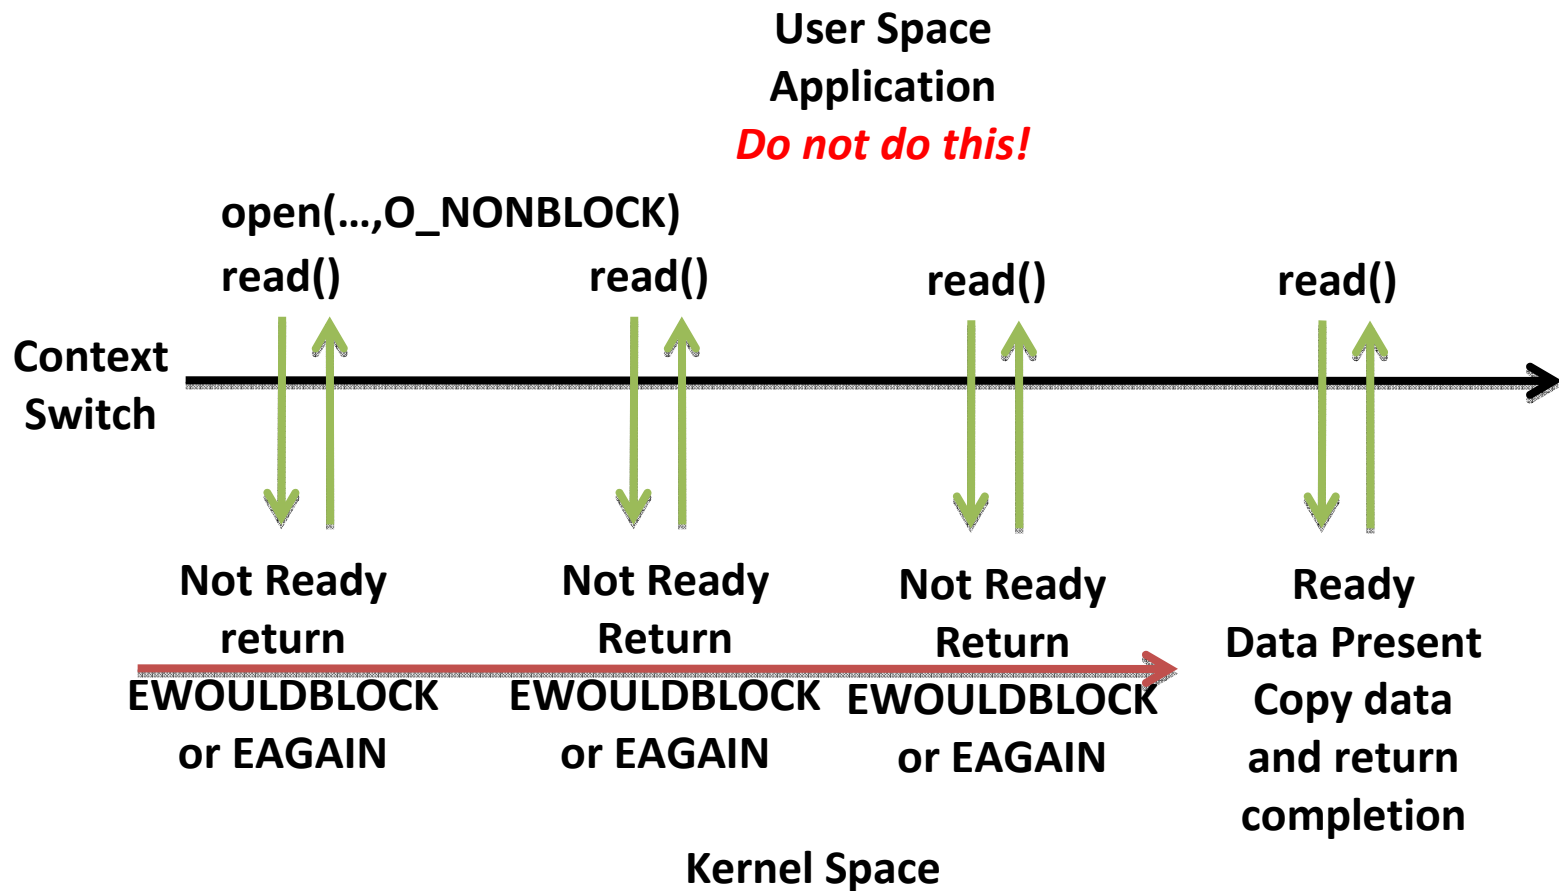 User Space
Application
Do not do this!
open(…,O_NONBLOCK)
read()
read()
read()
read()
Context
Switch
Not Ready
return
EWOULDBLOCK
or EAGAIN
Not Ready
Return
EWOULDBLOCK
or EAGAIN
Not Ready
Return
EWOULDBLOCK
or EAGAIN
Ready
Data Present
Copy data
and return
completion
Kernel Space